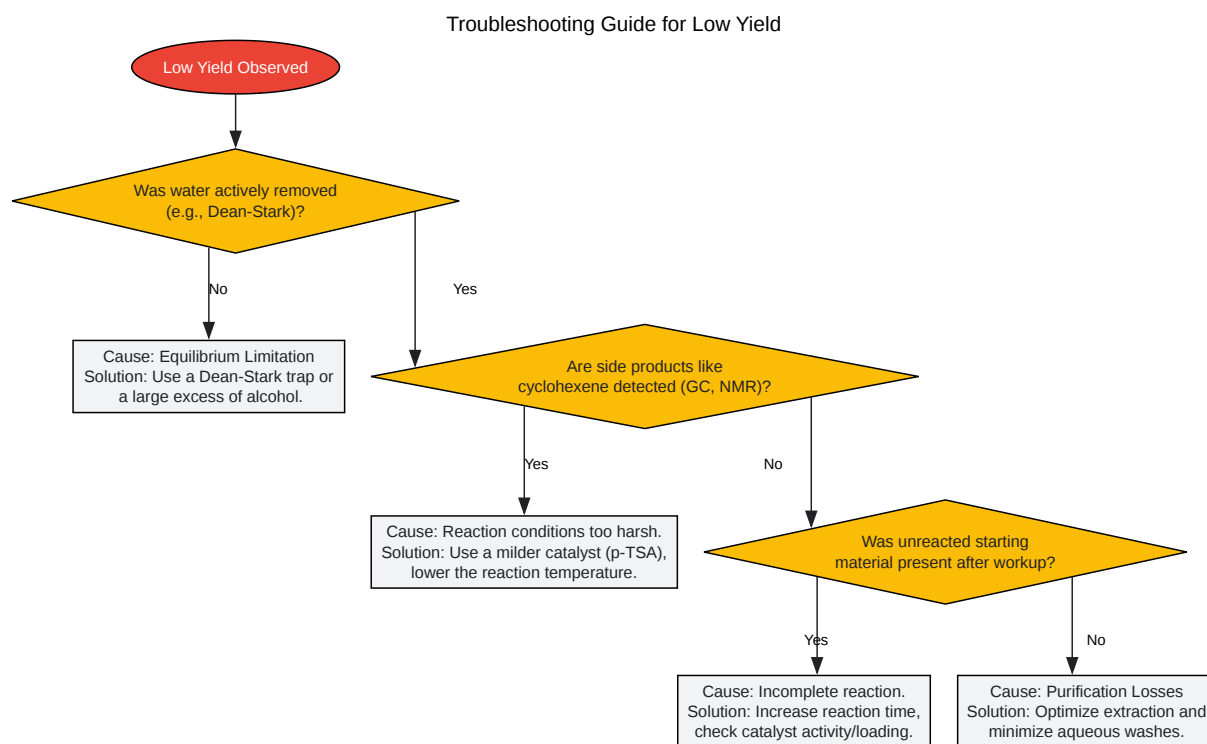 Troubleshooting Guide for Low Yield
Low Yield Observed
Was water actively removed
(e.g., Dean-Stark)?
No
Yes
Cause: Equilibrium Limitation
Solution: Use a Dean-Stark trap or
a large excess of alcohol.
Are side products like
cyclohexene detected (GC, NMR)?
Yes
No
Cause: Reaction conditions too harsh.
Solution: Use a milder catalyst (p-TSA),
lower the reaction temperature.
Was unreacted starting
material present after workup?
Yes
No
Cause: Incomplete reaction.
Solution: Increase reaction time,
check catalyst activity/loading.
Cause: Purification Losses
Solution: Optimize extraction and
minimize aqueous washes.